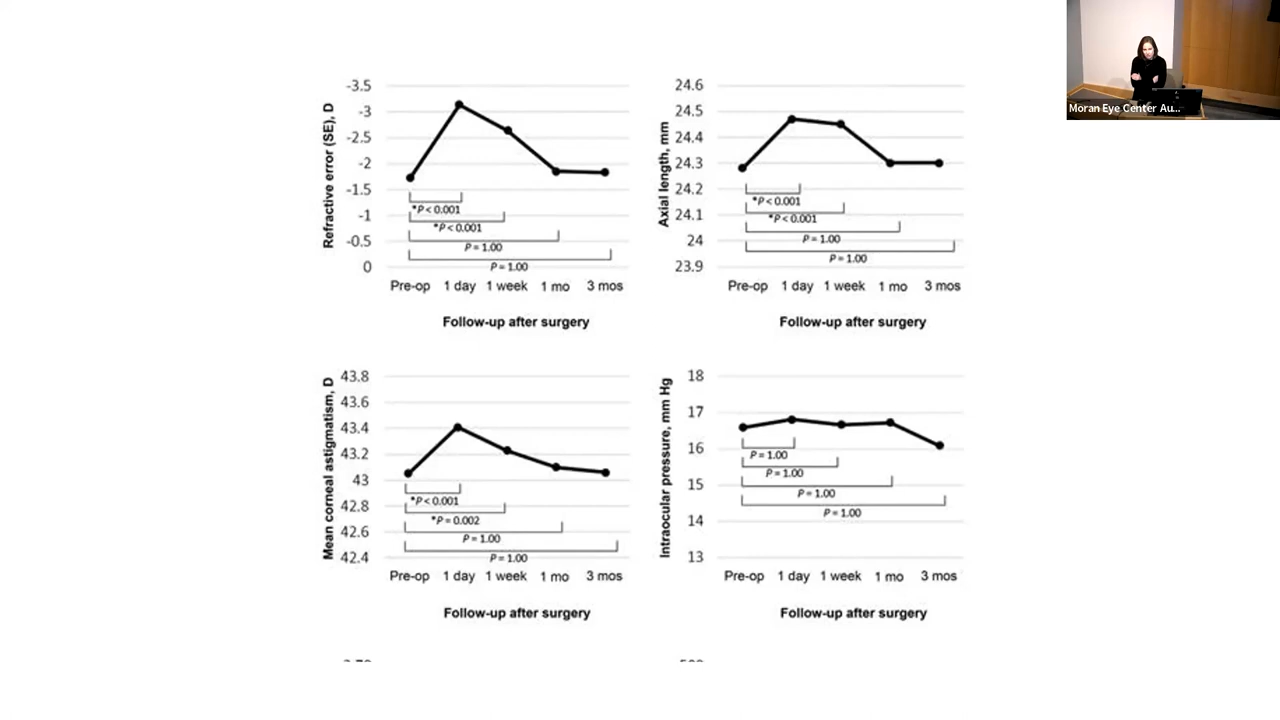 Moran Eye Center Au...
Refractive error (SE), D
-3.5
-3
-2.5
-2
-1.5
-1
-0.5
0
*P < 0.001
*P < 0.001
P = 1.00
P = 1.00
Pre-op 1 day 1 week 1 mo 3 mos
Follow-up after surgery
Axial length, mm
24.6
24.5
24.4
24.3
24.2
24.1
24
23.9
*P < 0.001
*P < 0.001
P = 1.00
P = 1.00
Pre-op 1 day 1 week 1 mo 3 mos
Follow-up after surgery
Mean corneal astigmatism, D
43.8
43.6
43.4
43.2
43
42.8
42.6
42.4
*P < 0.001
*P = 0.002
P = 1.00
P = 1.00
Pre-op 1 day 1 week 1 mo 3 mos
Follow-up after surgery
Intraocular pressure, mm Hg
18
17
16
15
14
13
P = 1.00
P = 1.00
P = 1.00
P = 1.00
Pre-op 1 day 1 week 1 mo 3 mos
Follow-up after surgery